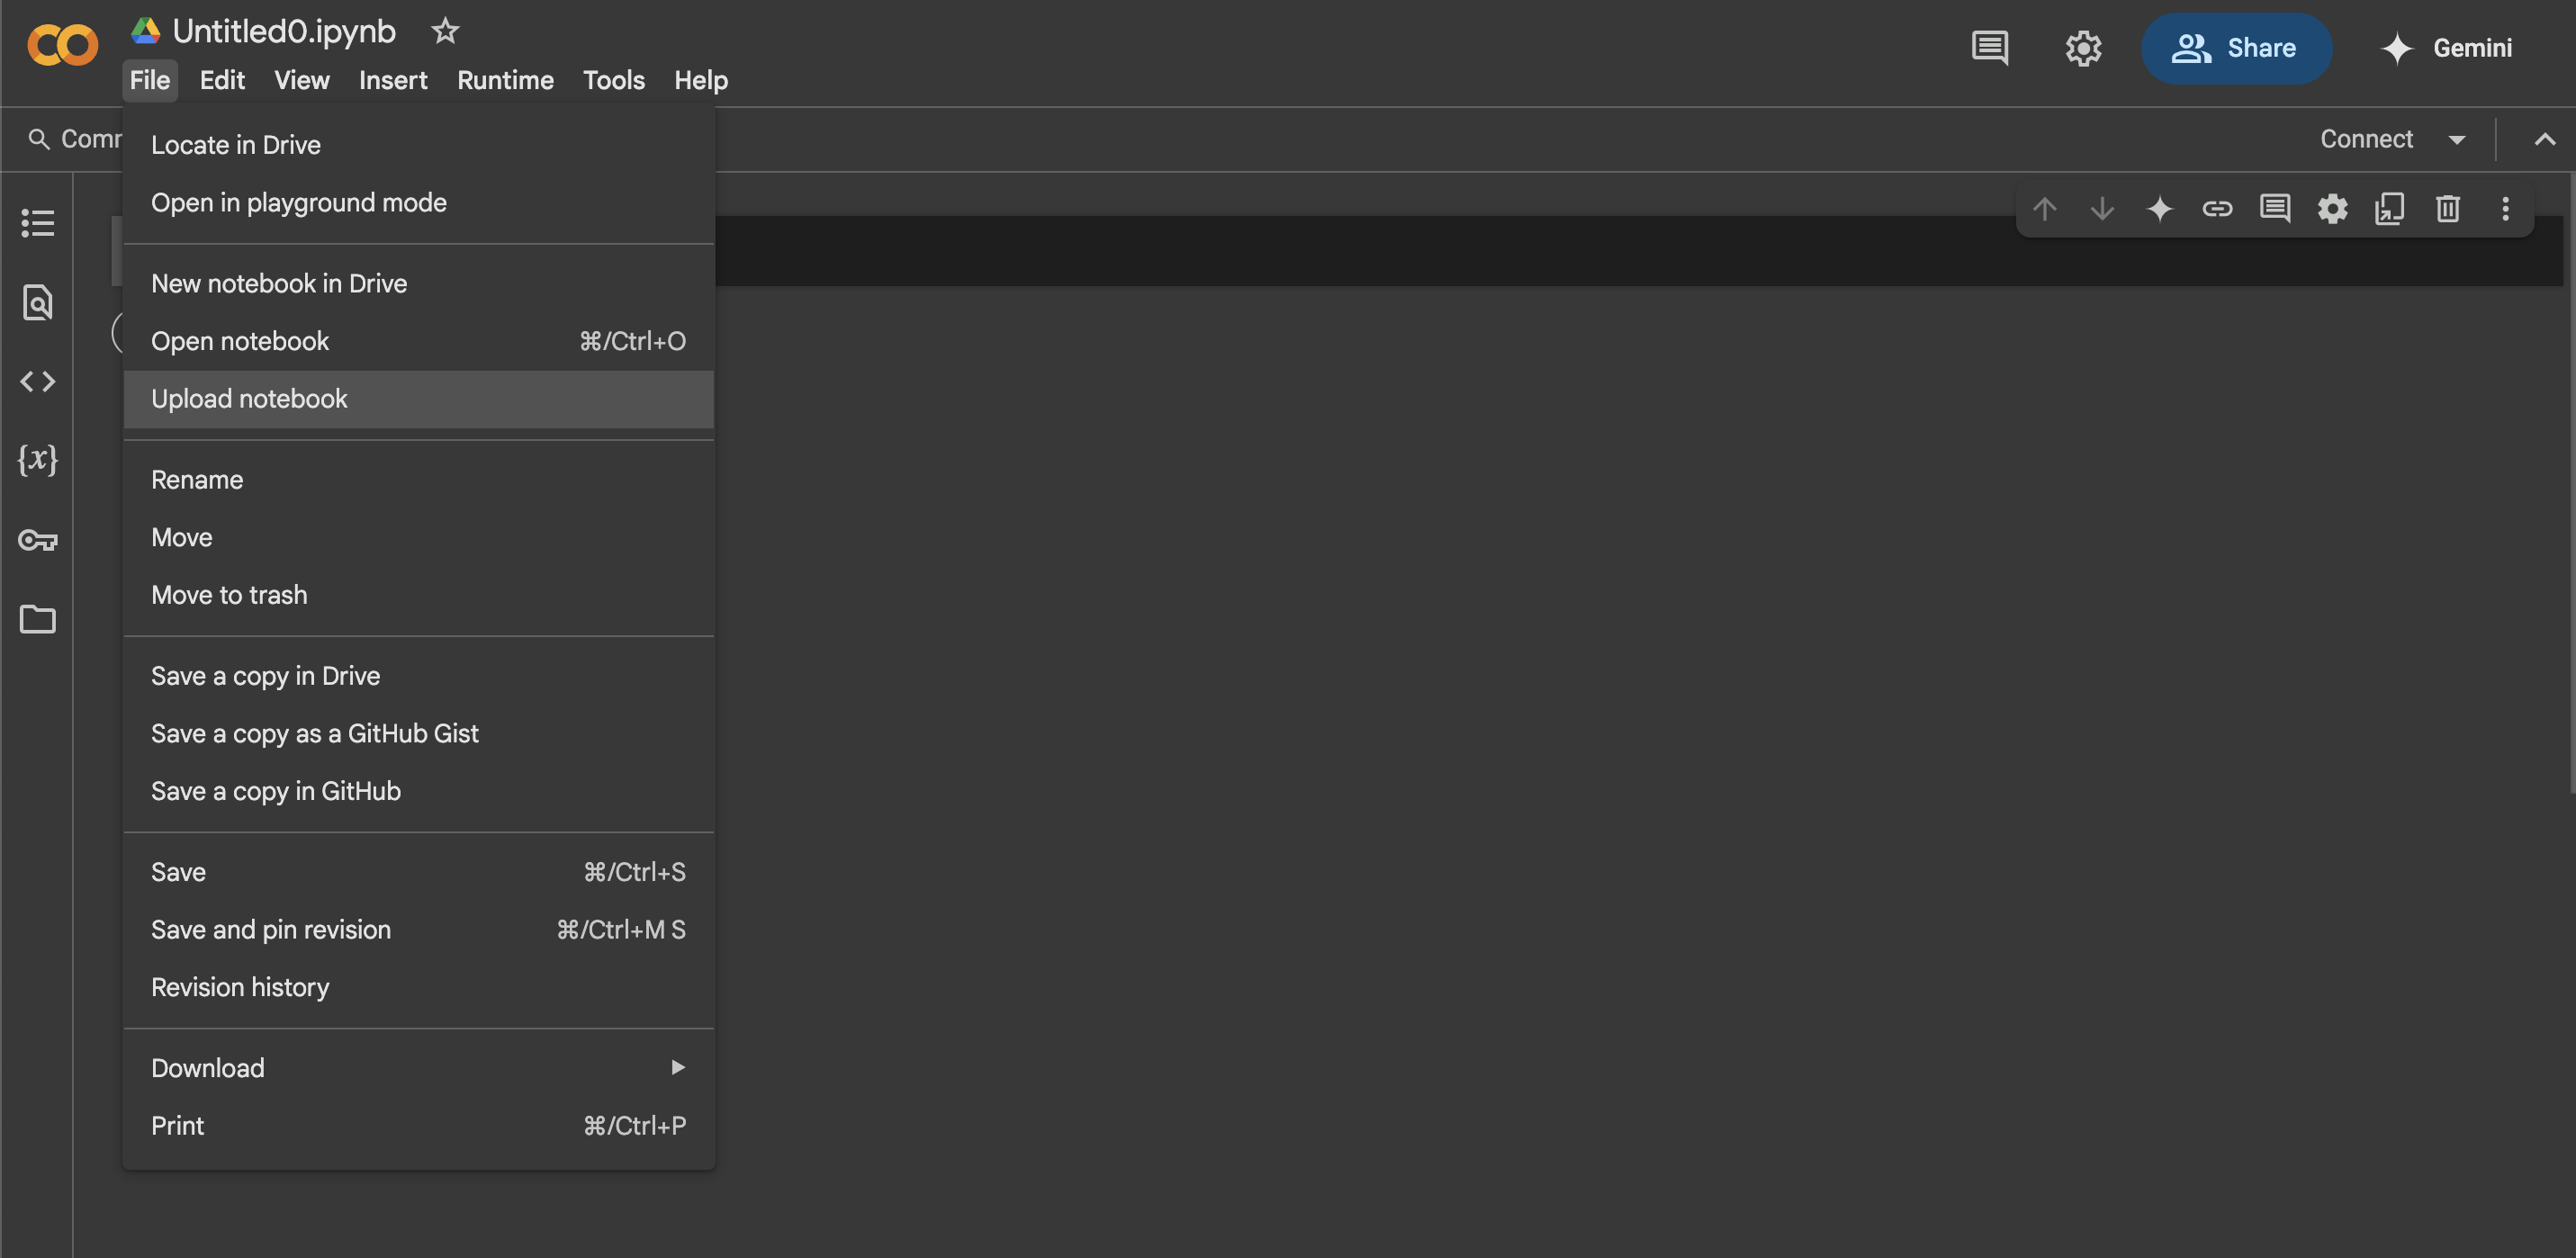 Untitled0.ipynb
File Edit View Insert Runtime Tools Help
Share
Gemini
Connect
Locate in Drive
Open in playground mode
New notebook in Drive
Open notebook ⌘/Ctrl+O
Upload notebook
{x}
Rename
Move
Move to trash
Save a copy in Drive
Save a copy as a GitHub Gist
Save a copy in GitHub
Save ⌘/Ctrl+S
Save and pin revision ⌘/Ctrl+M S
Revision history
Download
Print ⌘/Ctrl+P